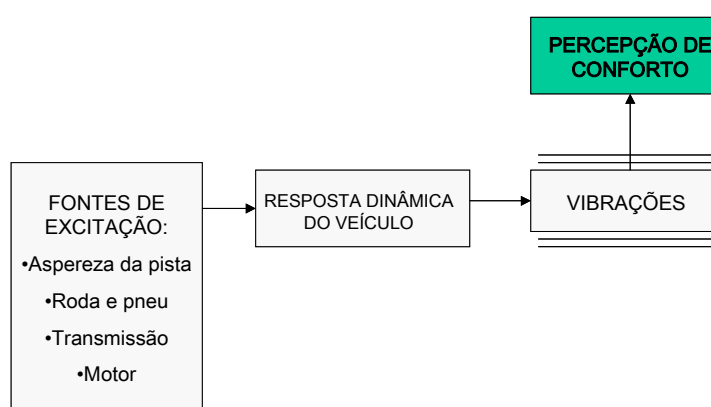 PERCEPÇÃO DE
CONFORTO
FONTES DE
EXCITAÇÃO:
•Aspereza da pista
•Roda e pneu
•Transmissão
•Motor
RESPOSTA DINÂMICA
DO VEÍCULO
VIBRAÇÕES